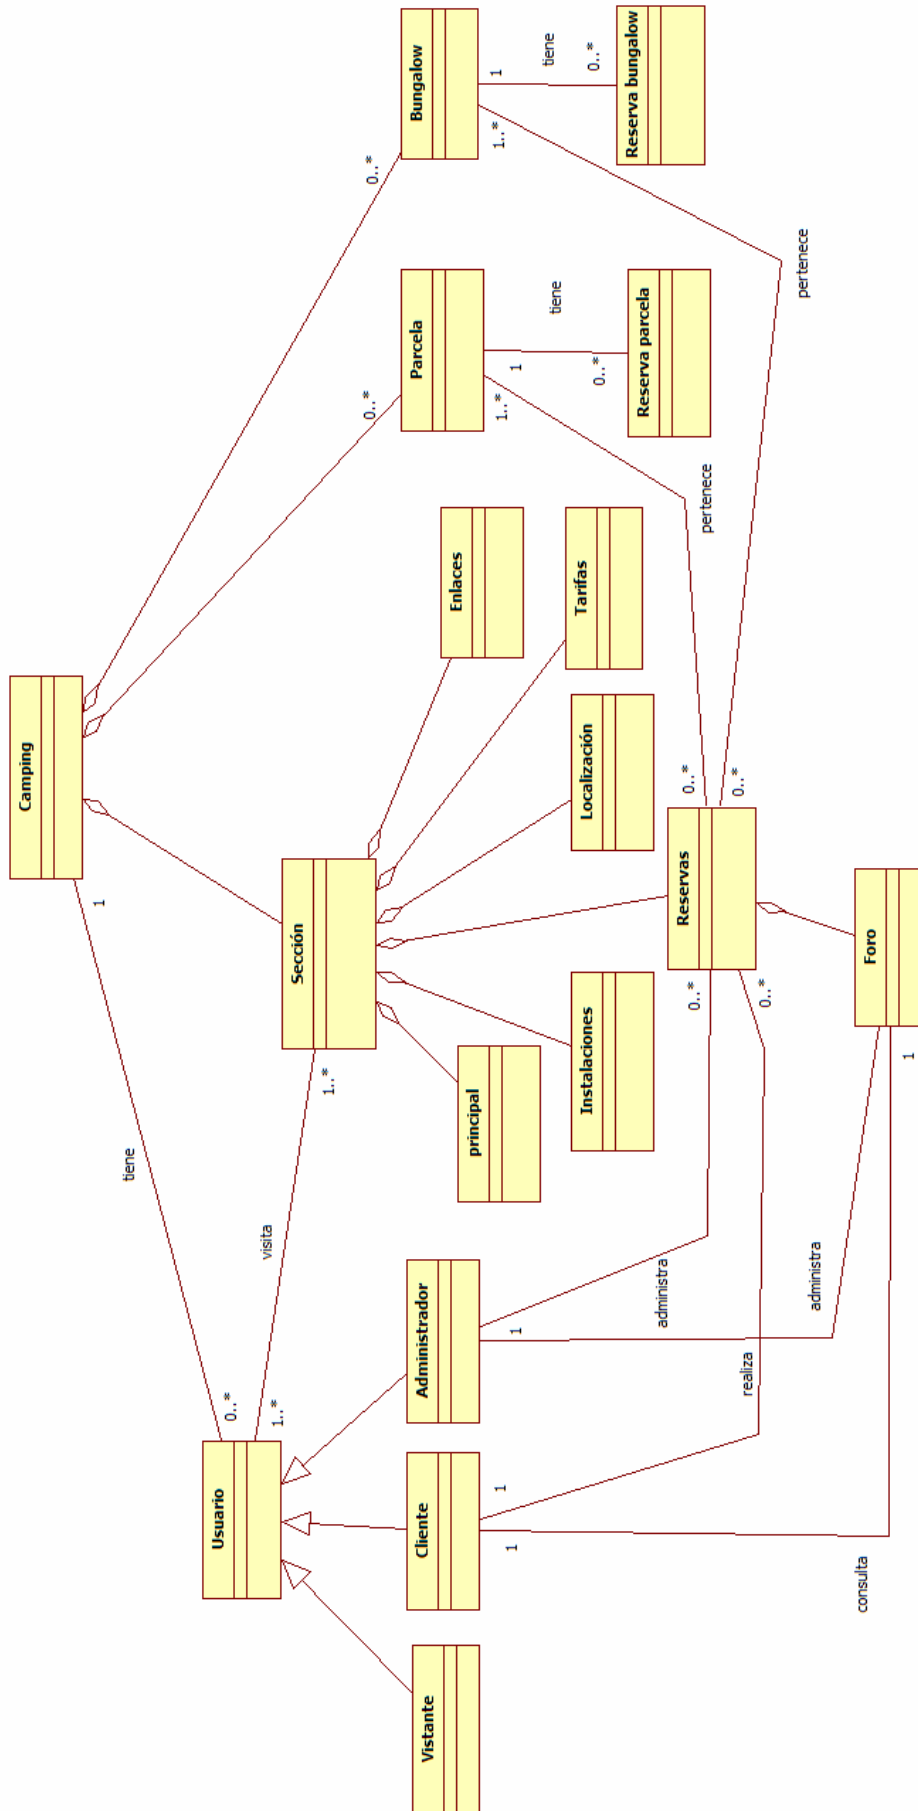 Camping
1
tiene
0..*
0..*
0..*
Usuario
1..*
visita
1..*
Sección
Vistante
Cliente
Administrador
principal
Instalaciones
Localización
Tarifas
Enlaces
Parcela
Bungalow
1
1
1
1..*
1
tiene
0..*
1..*
1
tiene
0..*
Reserva parcela
Reserva bungalow
pertenece
pertenece
0..*
0..*
Reservas
0..*
0..*
administra
realiza
administra
consulta
1
Foro